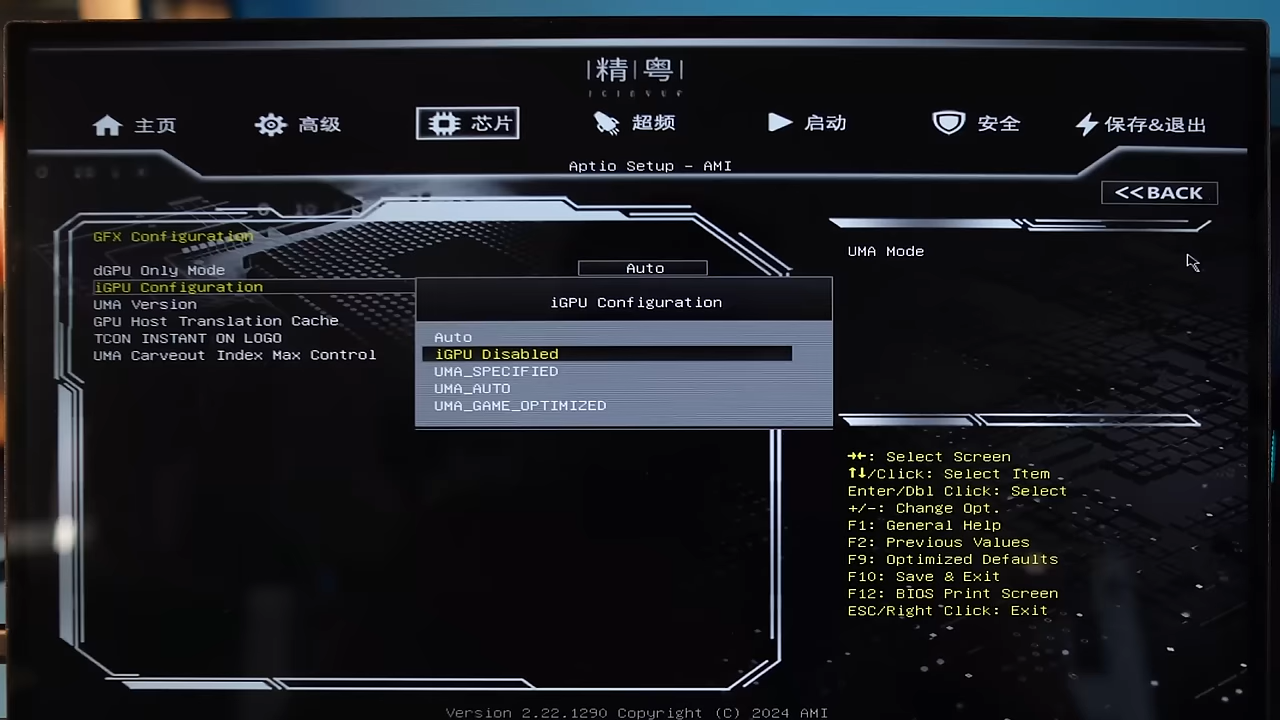 精粤
主页
高级
芯片
超频
启动
安全
保存&退出
Aptio Setup - AMI
<<BACK
GFX Configuration
dGPU Only Mode
Auto
iGPU Configuration
UMA Version
GPU Host Translation Cache
TCON INSTANT ON LOGO
UMA Carveout Index Max Control
iGPU Configuration
Auto
iGPU Disabled
UMA_SPECIFIED
UMA_AUTO
UMA_GAME_OPTIMIZED
UMA Mode
→←: Select Screen
↑↓/Click: Select Item
Enter/Dbl Click: Select
+/-: Change Opt.
F1: General Help
F2: Previous Values
F9: Optimized Defaults
F10: Save & Exit
F12: BIOS Print Screen
ESC/Right Click: Exit
Version 2.22.1290 Copyright (C) 2024 AMI